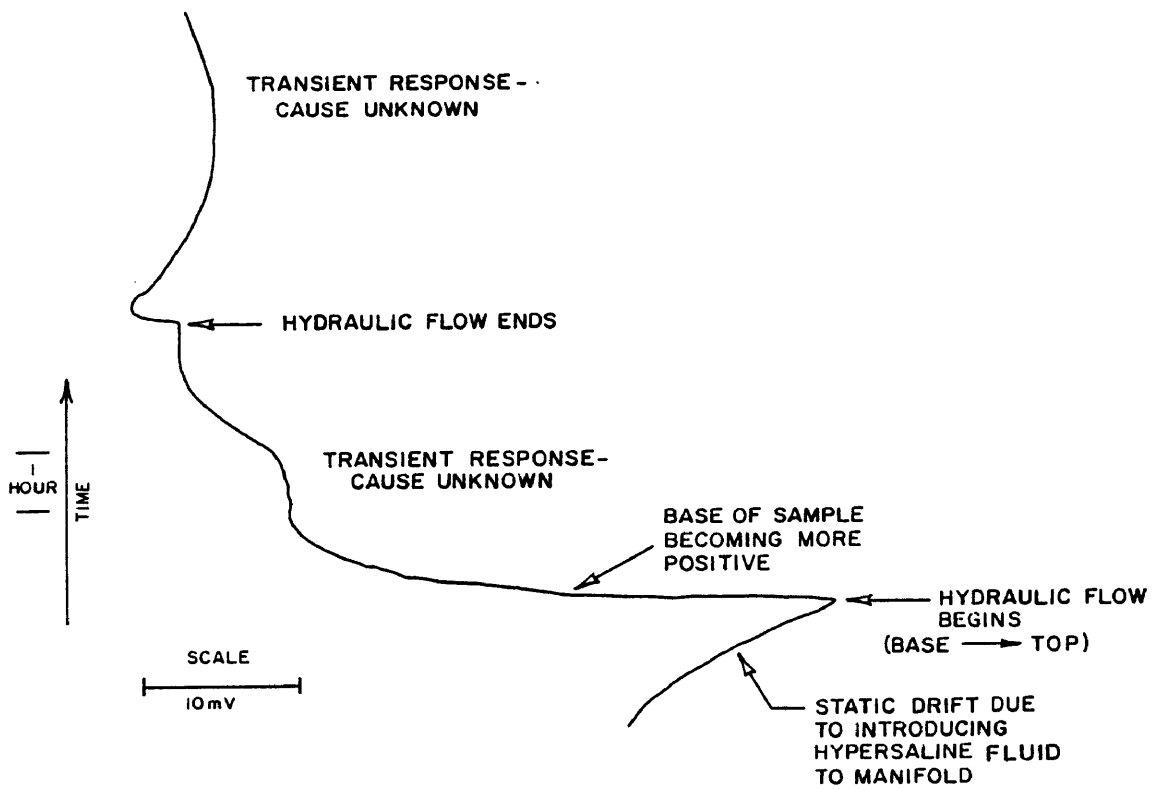 TRANSIENT RESPONSE-
CAUSE UNKNOWN
HYDRAULIC FLOW ENDS
1
HOUR
TIME
TRANSIENT RESPONSE-
CAUSE UNKNOWN
BASE OF SAMPLE
BECOMING MORE
POSITIVE
HYDRAULIC FLOW
BEGINS
(BASE → TOP)
SCALE
10mV
STATIC DRIFT DUE
TO INTRODUCING
HYPERSALINE FLUID
TO MANIFOLD